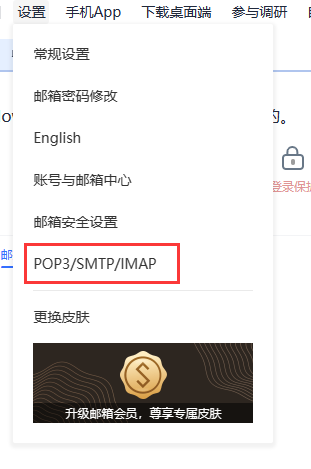 设置 手机App 下载桌面端 参与调研
常规设置
邮箱密码修改
English
账号与邮箱中心
的。
登录保护
邮箱安全设置
邮
POP3/SMTP/IMAP
更换皮肤
升级邮箱会员，尊享专属皮肤